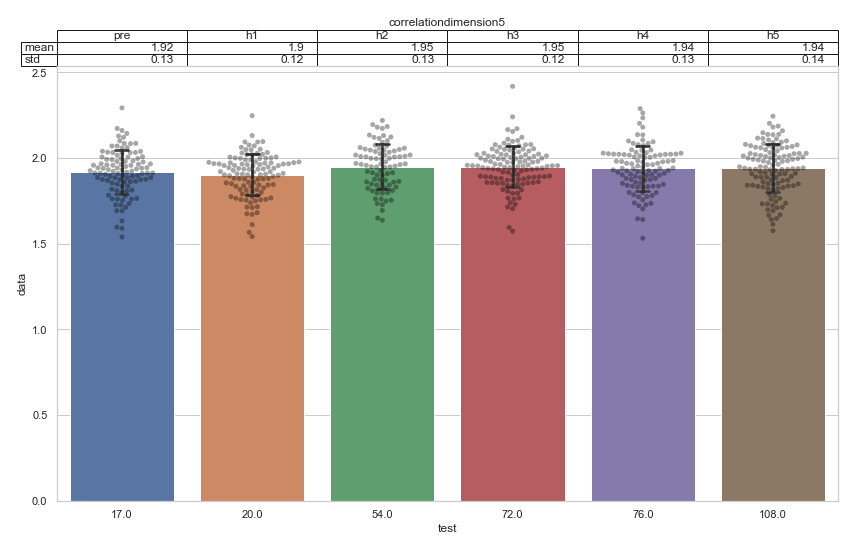 correlationdimension5
pre h1 h2 h3 h4 h5
mean 1.92 1.9 1.95 1.95 1.94 1.94
std 0.13 0.12 0.13 0.12 0.13 0.14
2.5
2.0
1.5
1.0
0.5
0.0
data
17.0 20.0 54.0 72.0 76.0 108.0
test